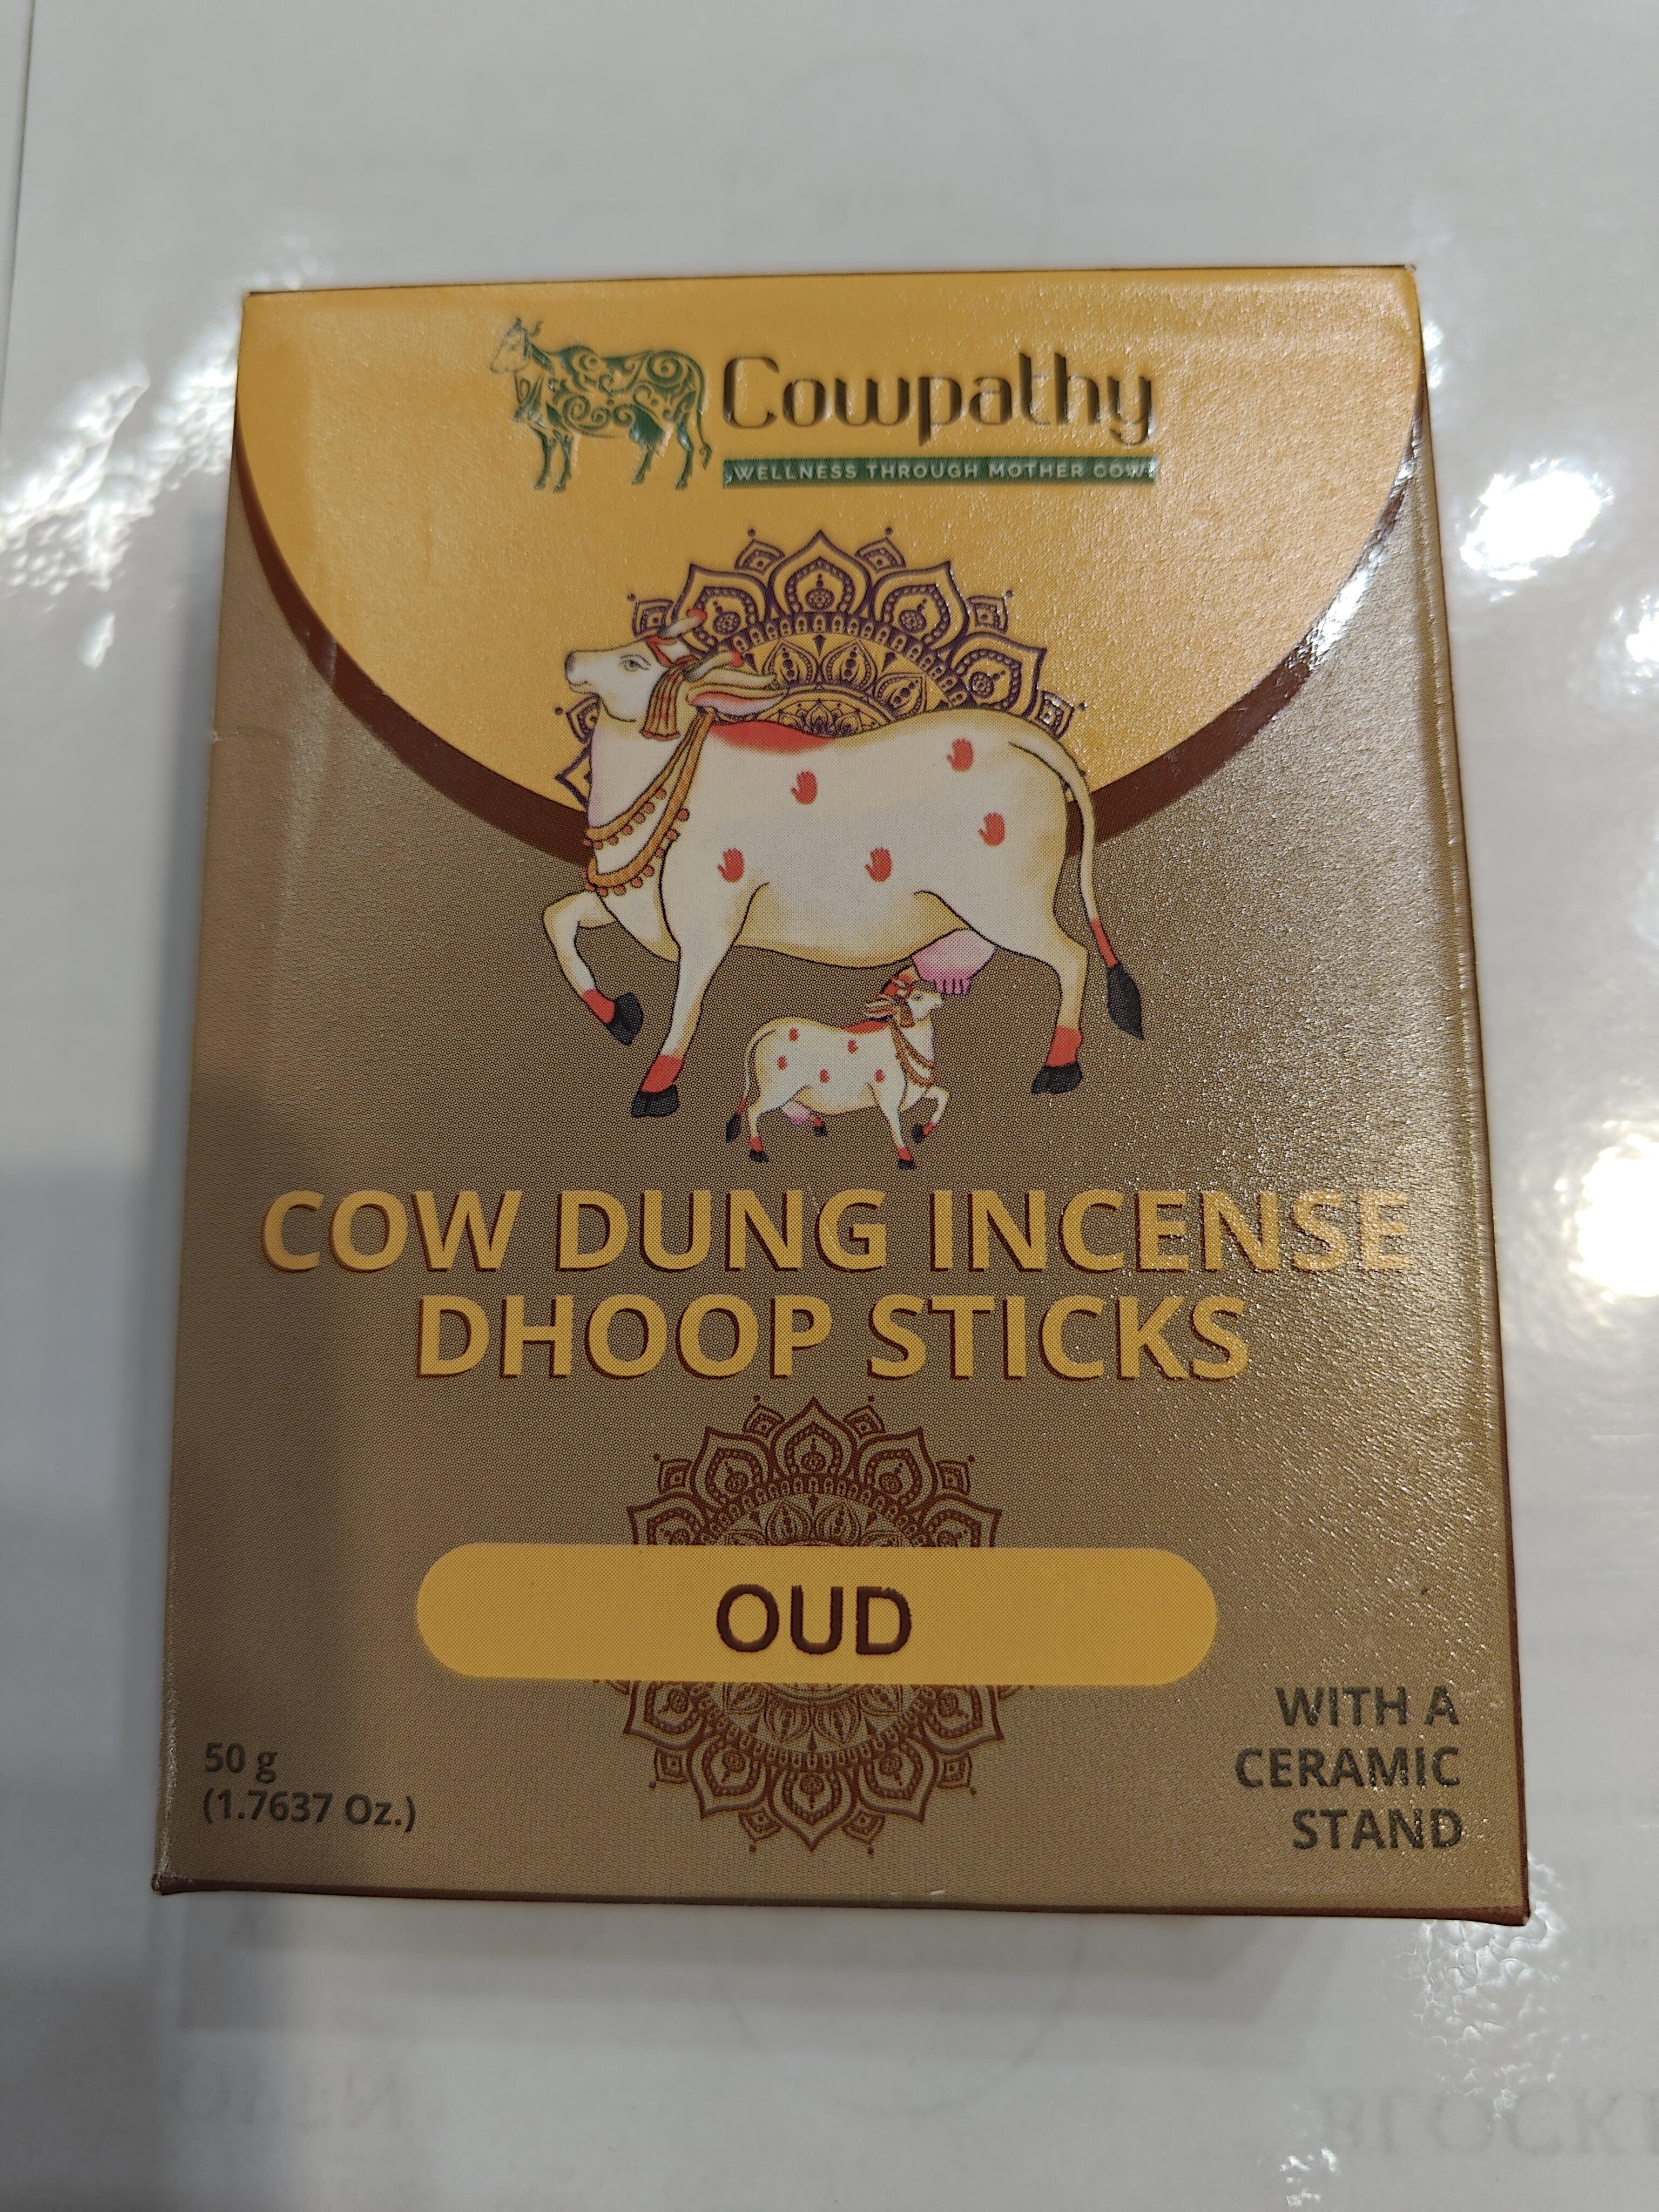 Cowpathy
WELLNESS THROUGH MOTHER COW
COW DUNG INCENSE
DHOOP STICKS
OUD
50 g
(1.7637 Oz.)
WITH A
CERAMIC
STAND